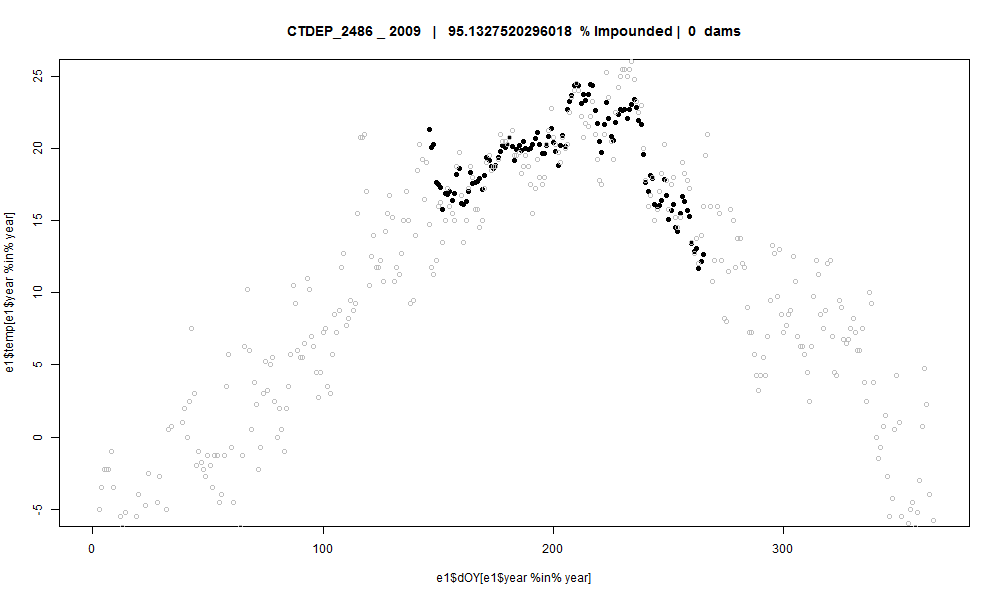 CTDEP_2486 _ 2009 | 95.1327520296018 % Impounded | 0 dams
e1$temp[e1$year %in% year]
25
20
15
10
5
0
-5
0 100 200 300
e1$dOY[e1$year %in% year]